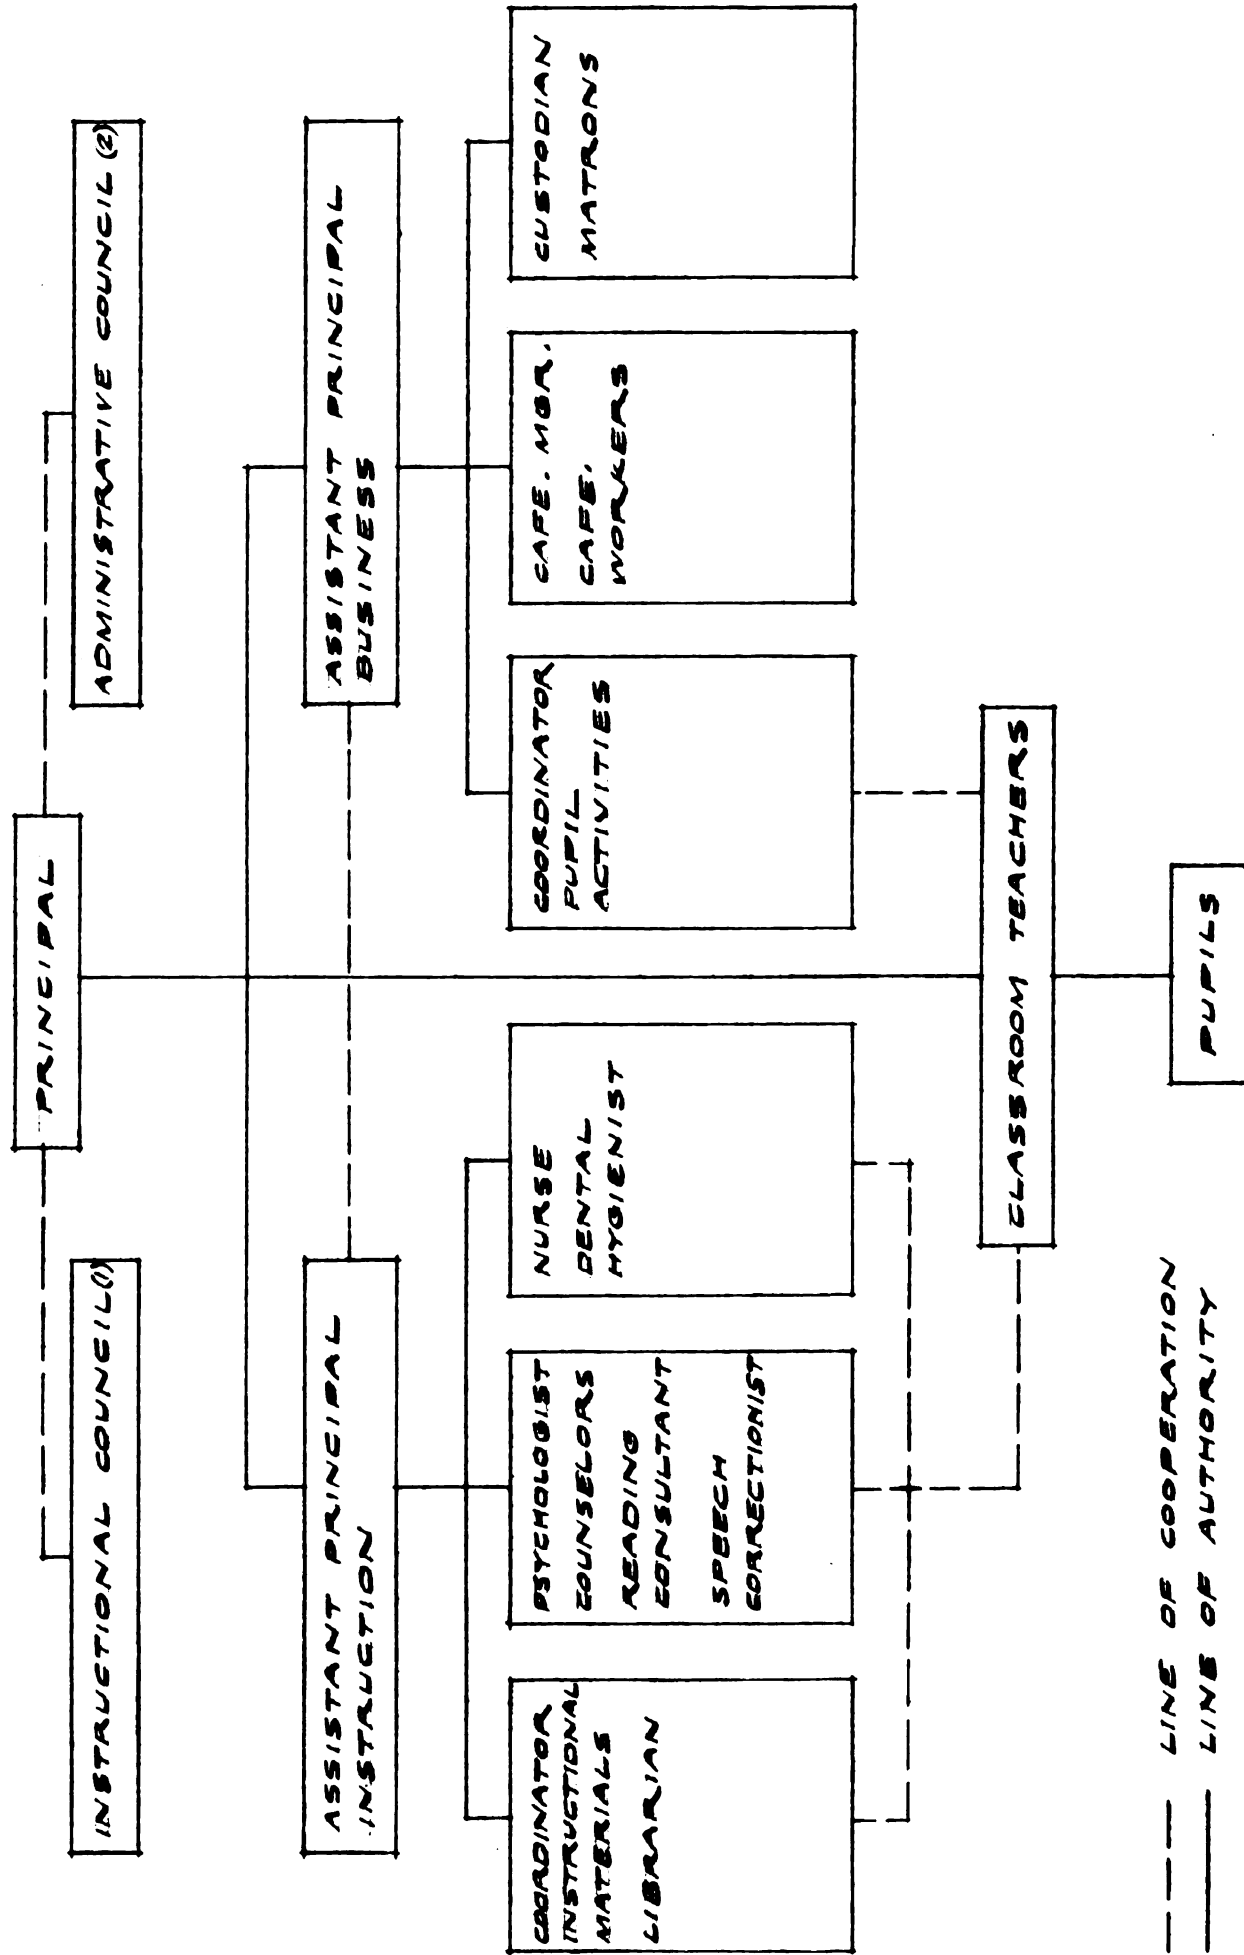 PRINCIPAL
INSTRUCTIONAL COUNCIL(1)
ADMINISTRATIVE COUNCIL(2)
ASSISTANT PRINCIPAL
INSTRUCTION
ASSISTANT PRINCIPAL
BUSINESS
COORDINATOR
INSTRUCTIONAL
MATERIALS
LIBRARIAN
PSYCHOLOGIST
COUNSELORS
READING
CONSULTANT
SPEECH
CORRECTIONIST
NURSE
DENTAL
HYGIENIST
COORDINATOR
PUPIL
ACTIVITIES
CAFE. MGR.
CAFE.
WORKERS
CUSTODIAN
MATRONS
CLASSROOM TEACHERS
PUPILS
LINE OF COOPERATION
LINE OF AUTHORITY